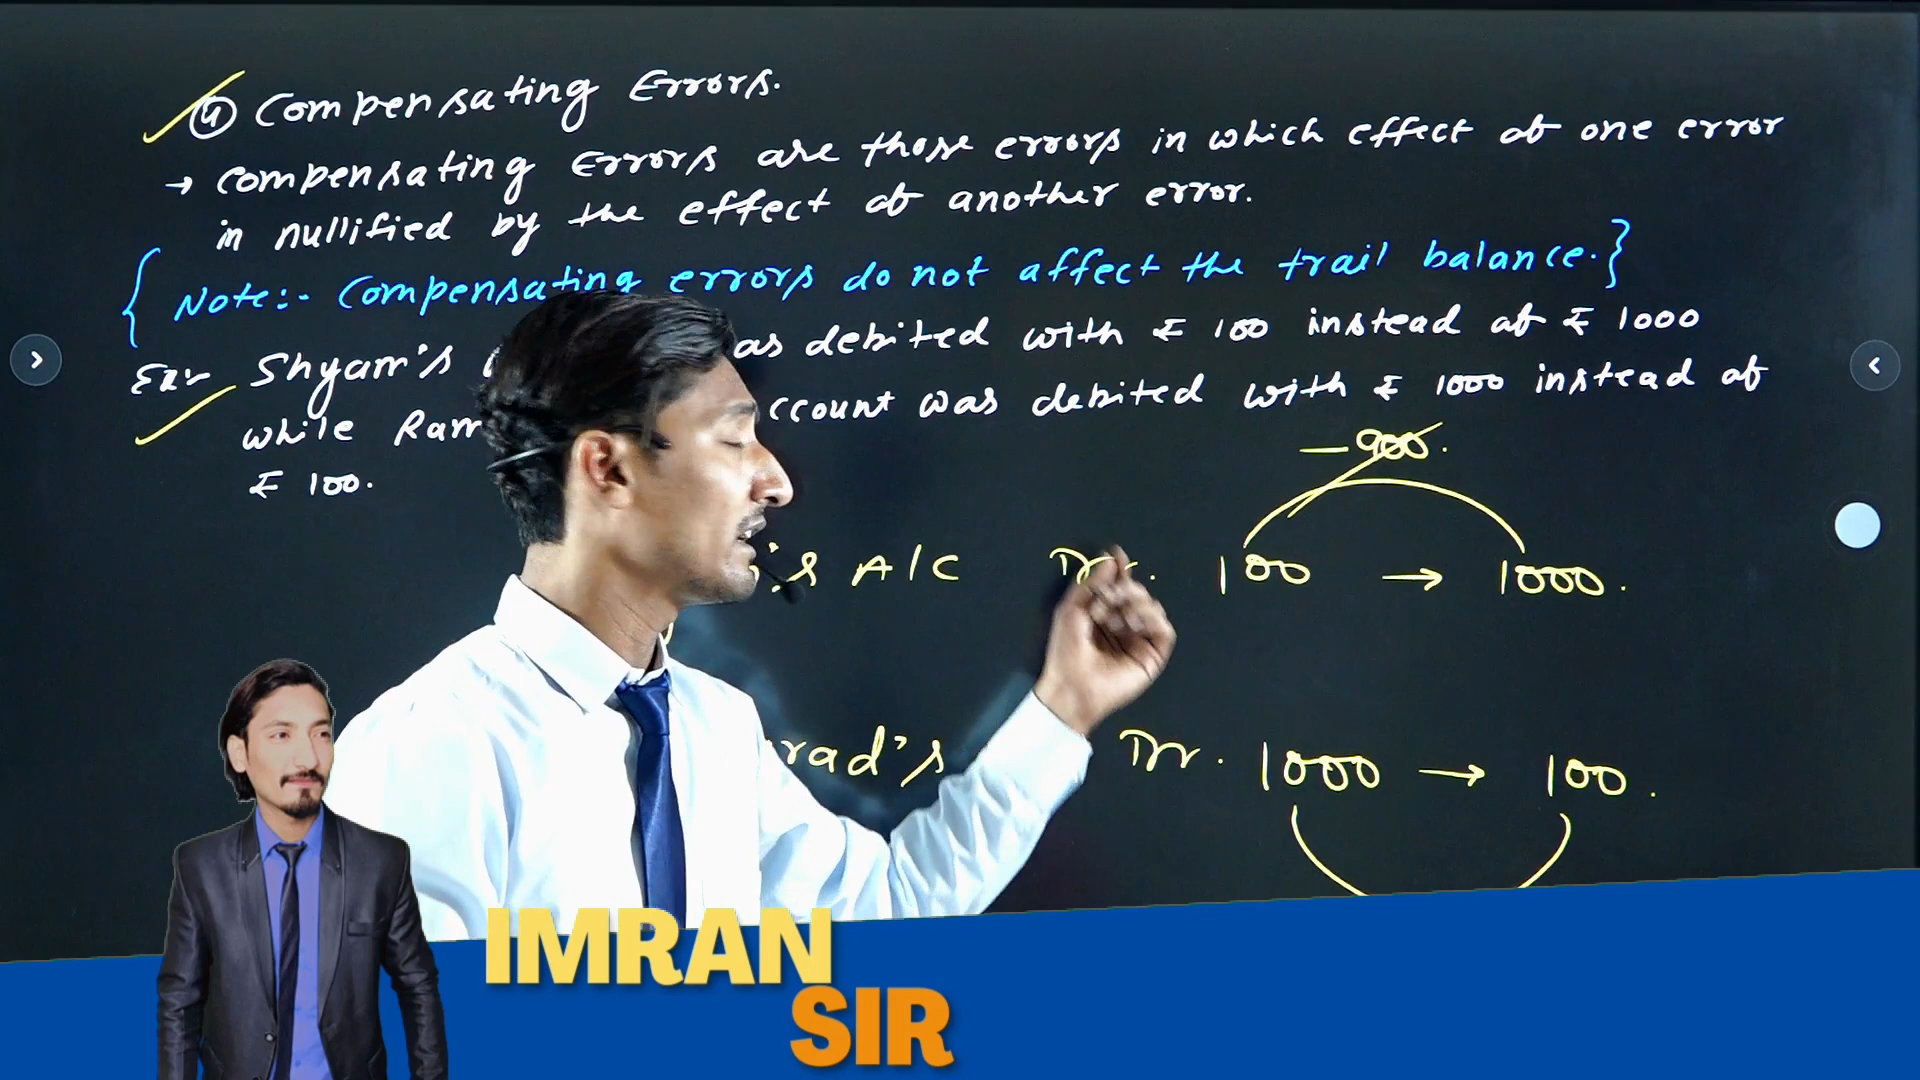 ④ Compensating Errors.
→ compensating Errors are those errors in which effect of one error
is nullified by the effect of another error.
{ Note:- Compensating errors do not affect the trail balance. }
Ex:- Shyam's as debited with ₹ 100 instead of ₹ 1000
while Ram ccount was debited with ₹ 1000 instead of
₹ 100.
– 900.
's A/C Dr. 100 → 1000.
rad's Dr. 1000 → 100.
IMRAN
SIR